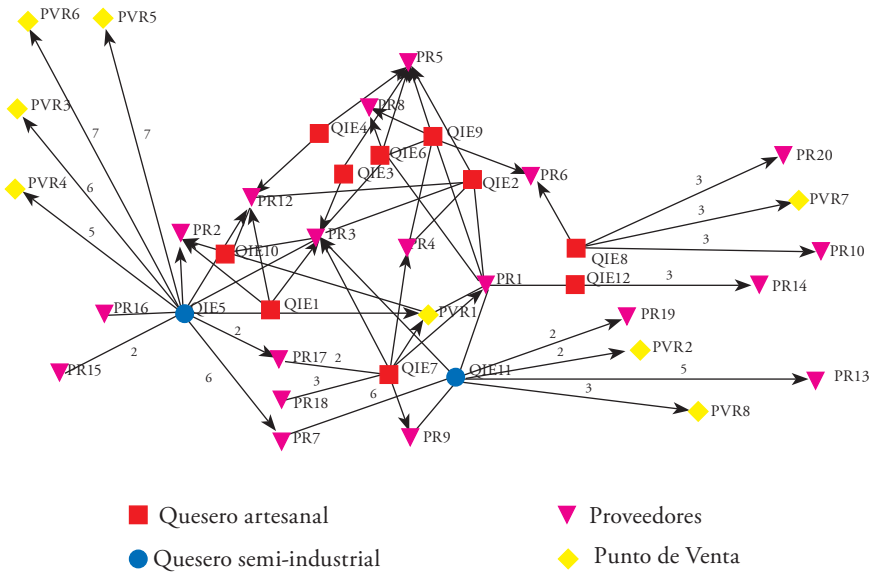 PVR6
PVR5
PR5
PVR3
PR8
7
7
QIE4
QIE9
QIE6
PR20
QIE3
PR6
QIE2
3
PVR4
6
PR12
PVR7
3
5
PR2
PR3
PR4
3
QIE10
QIE8
PR10
PR1
QIE12
3
PR14
PR16
QIE5
QIE1
PVR1
PR19
2
2
2
PR17
2
QIE7
2
PVR2
PR15
QIE11
5
PR13
6
3
PR18
6
3
PVR8
PR7
PR9
Quesero artesanal
Proveedores
Quesero semi-industrial
Punto de Venta